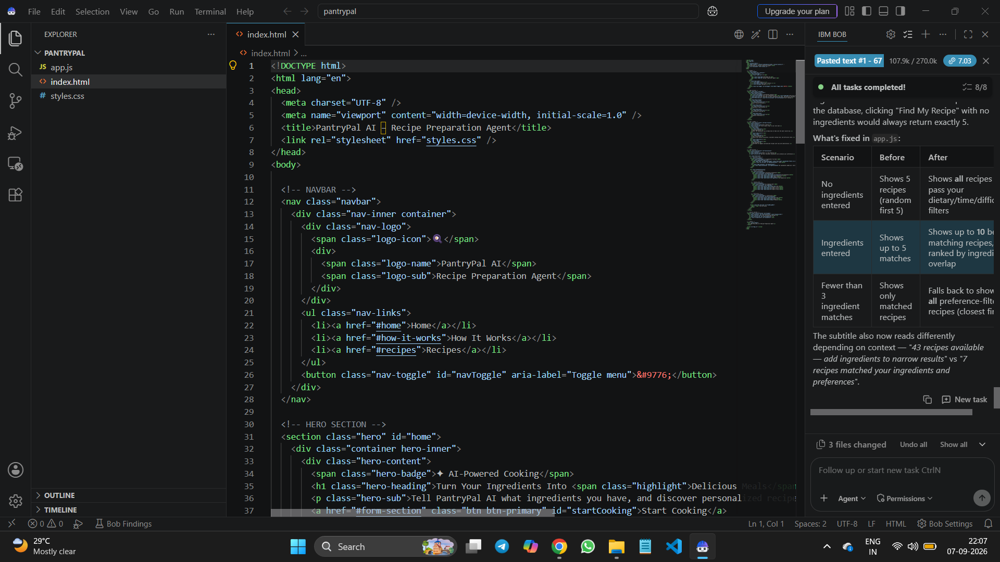 File Edit Selection View Go Run Terminal Help
pantrypal
Upgrade your plan
EXPLORER
PANTRYPAL
JS app.js
<> index.html
# styles.css
OUTLINE
TIMELINE
<> index.html
<> index.html > ...
1 <!DOCTYPE html>
2 <html lang="en">
3 <head>
4 <meta charset="UTF-8" />
5 <meta name="viewport" content="width=device-width, initial-scale=1.0" />
6 <title>PantryPal AI – Recipe Preparation Agent</title>
7 <link rel="stylesheet" href="styles.css" />
8 </head>
9 <body>
10
11 <!-- NAVBAR -->
12 <nav class="navbar">
13 <div class="nav-inner container">
14 <div class="nav-logo">
15 <span class="logo-icon">🍳</span>
16 <div>
17 <span class="logo-name">PantryPal AI</span>
18 <span class="logo-sub">Recipe Preparation Agent</span>
19 </div>
20 </div>
21 <ul class="nav-links">
22 <li><a href="#home">Home</a></li>
23 <li><a href="#how-it-works">How It Works</a></li>
24 <li><a href="#recipes">Recipes</a></li>
25 </ul>
26 <button class="nav-toggle" id="navToggle" aria-label="Toggle menu">&#9776;</button>
27 </div>
28 </nav>
29
30 <!-- HERO SECTION -->
31 <section class="hero" id="home">
32 <div class="container hero-inner">
33 <div class="hero-content">
34 <span class="hero-badge">✦ AI-Powered Cooking</span>
35 <h1 class="hero-heading">Turn Your Ingredients Into <span class="highlight">Delicious Meals</span>
36 <p class="hero-sub">Tell PantryPal AI what ingredients you have, and discover personalized recipe
37 <a href="#form-section" class="btn btn-primary" id="startCooking">Start Cooking</a>
IBM BOB
Pasted text #1 - 67 107.9k / 270.0k 7.03
All tasks completed! 8/8
the database, clicking "Find My Recipe" with no
ingredients would always return exactly 5.
What's fixed in app.js:
Scenario Before After
No ingredients entered
Shows 5 recipes (random first 5)
Shows all recipes pass your dietary/time/diffic filters
Ingredients entered
Shows up to 5 matches
Shows up to 10 be matching recipes, ranked by ingredi overlap
Fewer than 3 ingredient matches
Shows only matched recipes
Falls back to show all preference-filte recipes (closest fir
The subtitle also now reads differently
depending on context — "43 recipes available
— add ingredients to narrow results" vs "7
recipes matched your ingredients and
preferences".
New task
3 files changed Undo all Show all
Follow up or start new task CtrlN
Agent Permissions
0 0 Bob Findings
Ln 1, Col 1 Spaces: 2 UTF-8 LF HTML Bob Settings
29°C
Mostly clear
Search
ENG
IN
22:07
07-09-2026